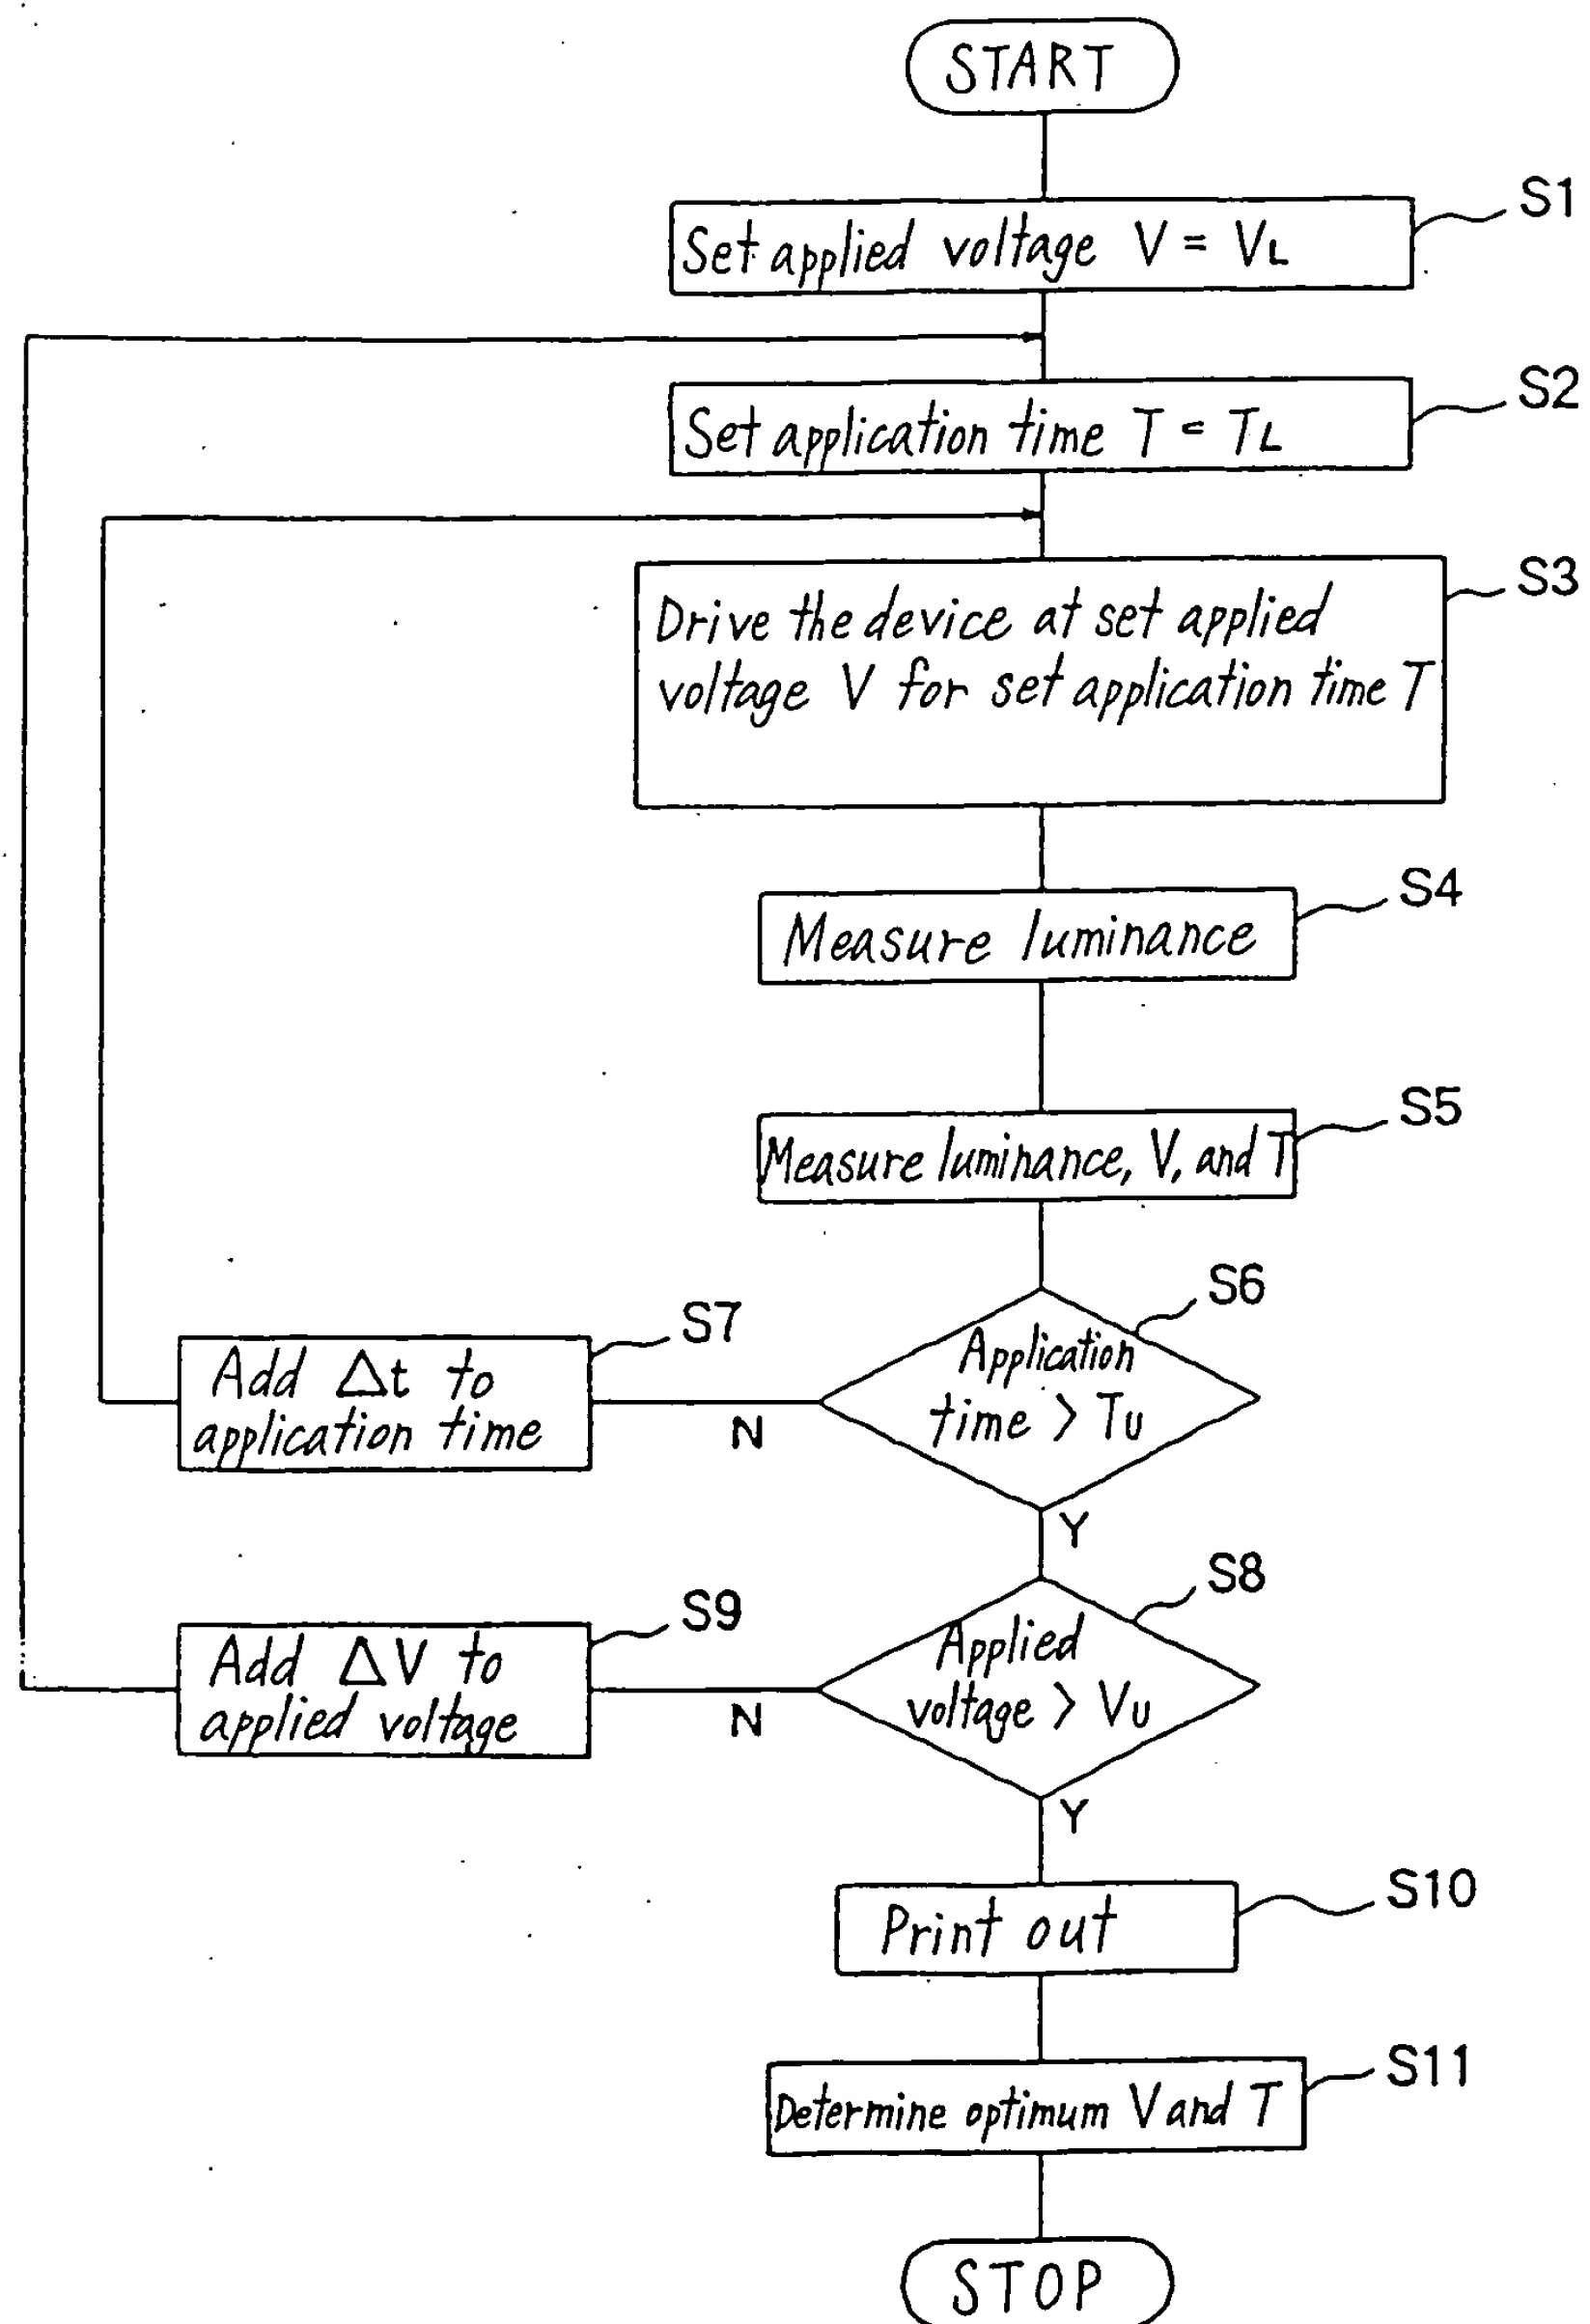 START
S1
Set applied voltage V = VL
S2
Set application time T = TL
S3
Drive the device at set applied
voltage V for set application time T
S4
Measure luminance
S5
Measure luminance, V, and T
S6
Application
time > TU
S7
Add Δt to
application time
N
Y
S8
Applied
voltage > VU
S9
Add ΔV to
applied voltage
N
Y
S10
Print out
S11
Determine optimum V and T
STOP